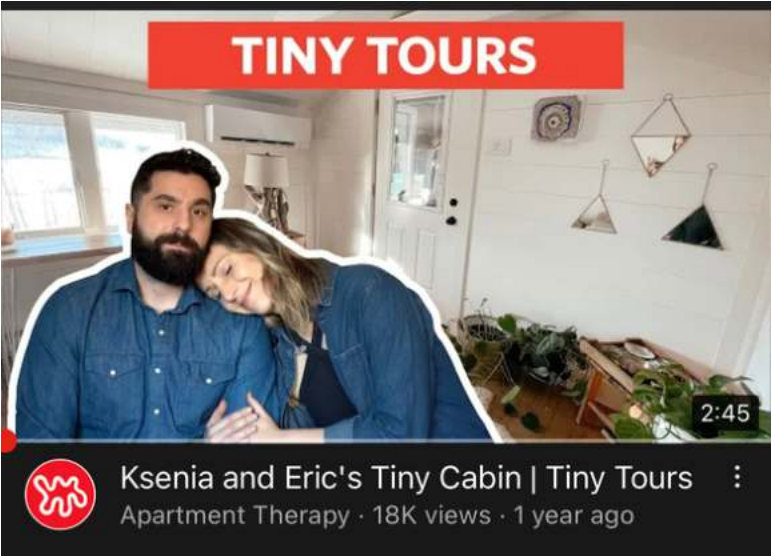 TINY TOURS
2:45
Ksenia and Eric's Tiny Cabin | Tiny Tours
Apartment Therapy · 18K views · 1 year ago